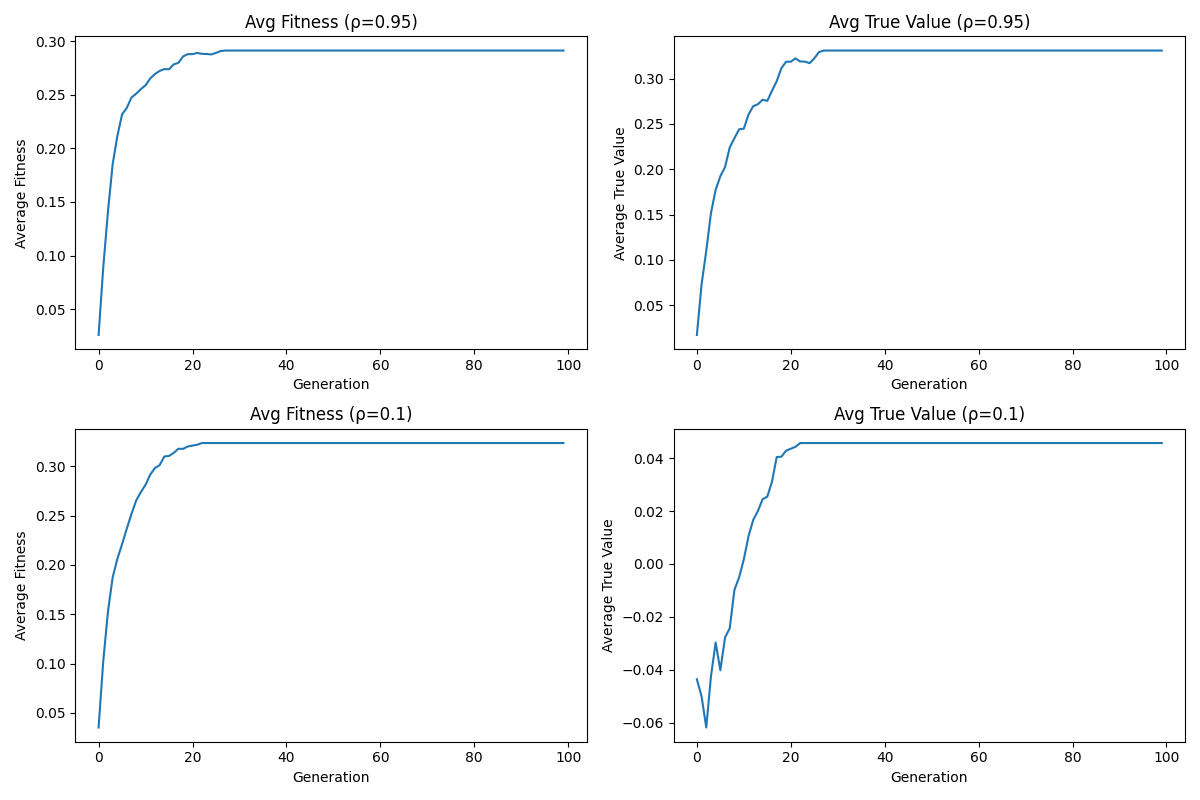 Avg Fitness (ρ=0.95)
Average Fitness
0.30
0.25
0.20
0.15
0.10
0.05
0 20 40 60 80 100
Generation
Avg True Value (ρ=0.95)
Average True Value
0.30
0.25
0.20
0.15
0.10
0.05
0 20 40 60 80 100
Generation
Avg Fitness (ρ=0.1)
Average Fitness
0.30
0.25
0.20
0.15
0.10
0.05
0 20 40 60 80 100
Generation
Avg True Value (ρ=0.1)
Average True Value
0.04
0.02
0.00
−0.02
−0.04
−0.06
0 20 40 60 80 100
Generation